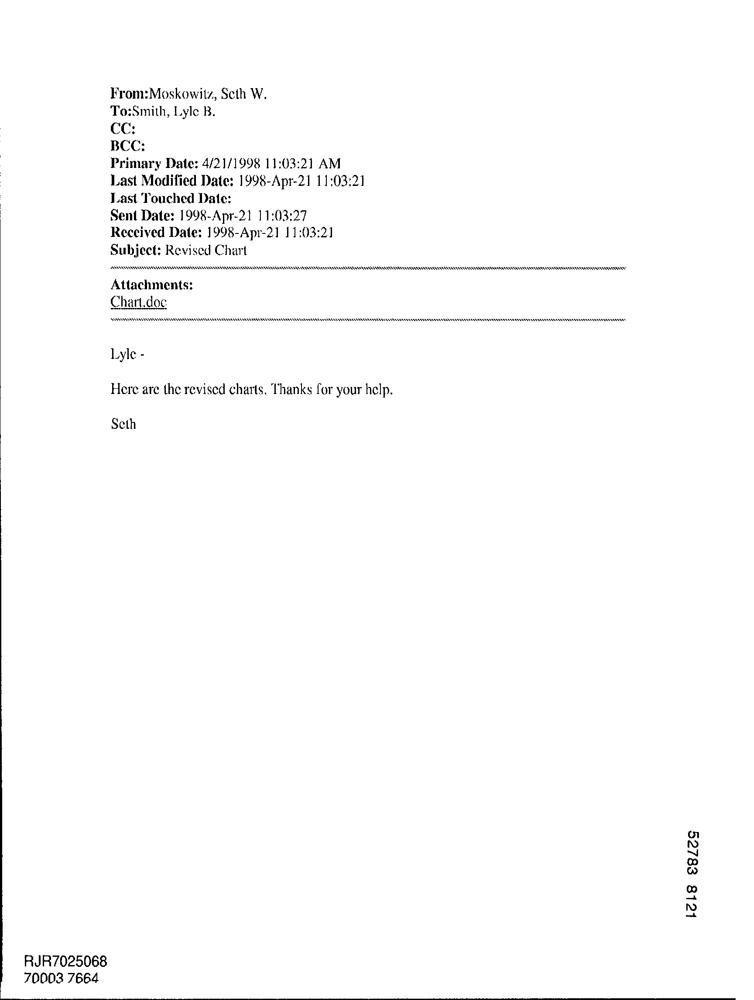 From:Moskowitz, Seth W.
To:Smith, Lyle B.
CC:
BCC:
Primary Date: 4/21/1998 11:03:21 AM
Last Modified Date: 1998-Apr-21 11:03:21
Last Touched Date:
Sent Date: 1998-Apr-21 11:03:27
Received Date: 1998-Apr-21 11:03:21
Subject: Revised Chart
Attachments:
Chart.doc
Lyle -
Here are the revised charts. Thanks for your help.
Seth
52783 8121
RJR7025068
70003 7664